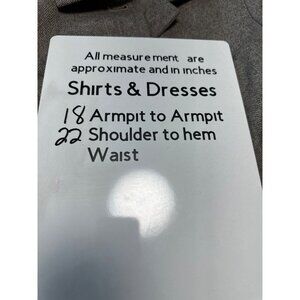 All measurement are
approximate and in inches
Shirts & Dresses
18 Armpit to Armpit
22 Shoulder to hem
Waist